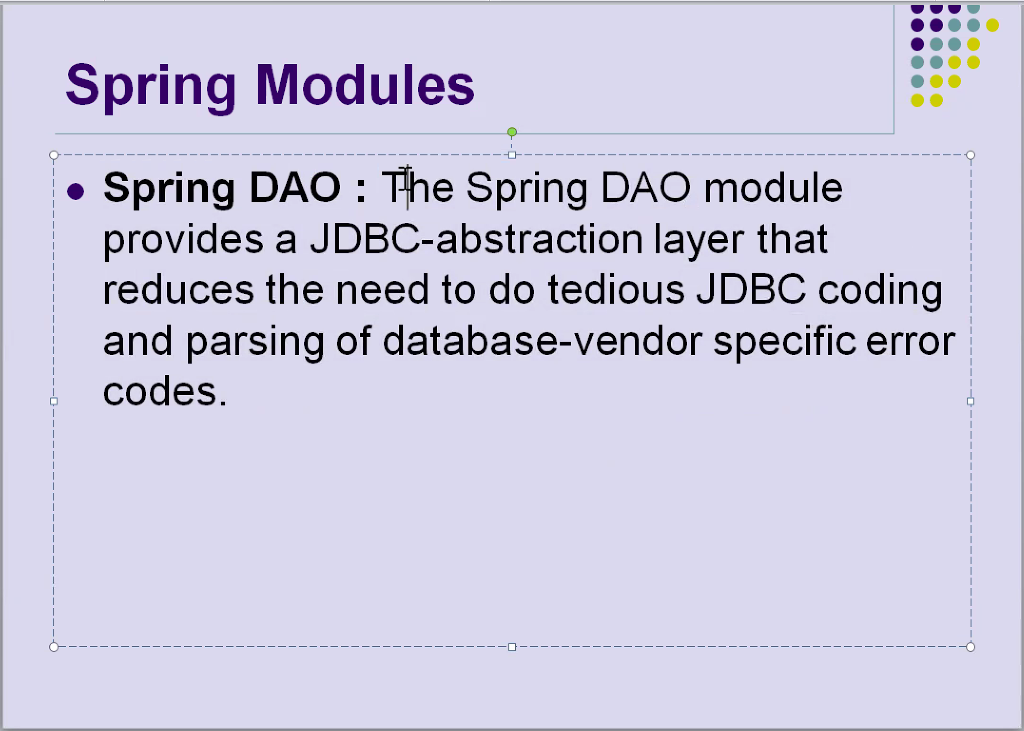 Spring Modules
Spring DAO : The Spring DAO module
provides a JDBC-abstraction layer that
reduces the need to do tedious JDBC coding
and parsing of database-vendor specific error
codes.